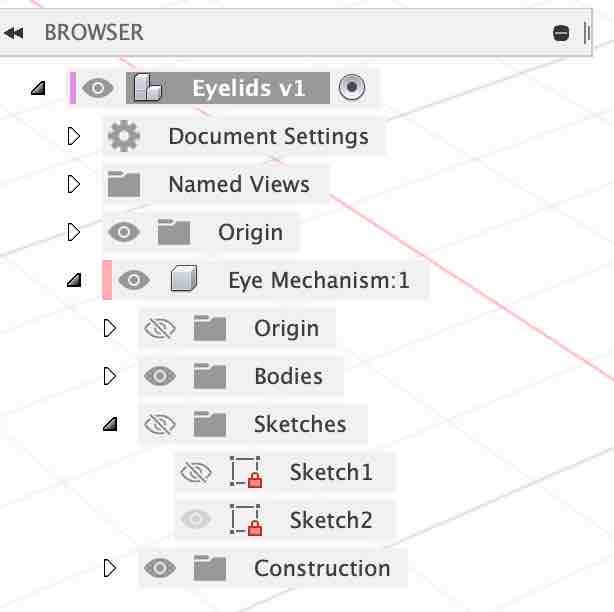 BROWSER
Eyelids v1
Document Settings
Named Views
Origin
Eye Mechanism:1
Origin
Bodies
Sketches
Sketch1
Sketch2
Construction